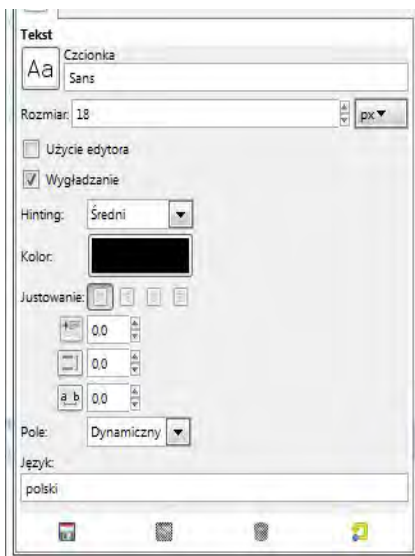 Tekst
Czcionka
Aa
Sans
Rozmiar: 18 px
Użycie edytora
Wygładzanie
Hinting: Średni
Kolor:
Justowanie:
0,0
0,0
a b 0,0
Pole: Dynamiczny
Język:
polski